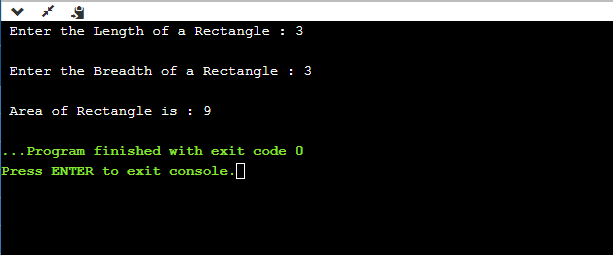 Enter the Length of a Rectangle : 3
Enter the Breadth of a Rectangle : 3
Area of Rectangle is : 9
...Program finished with exit code 0
Press ENTER to exit console.